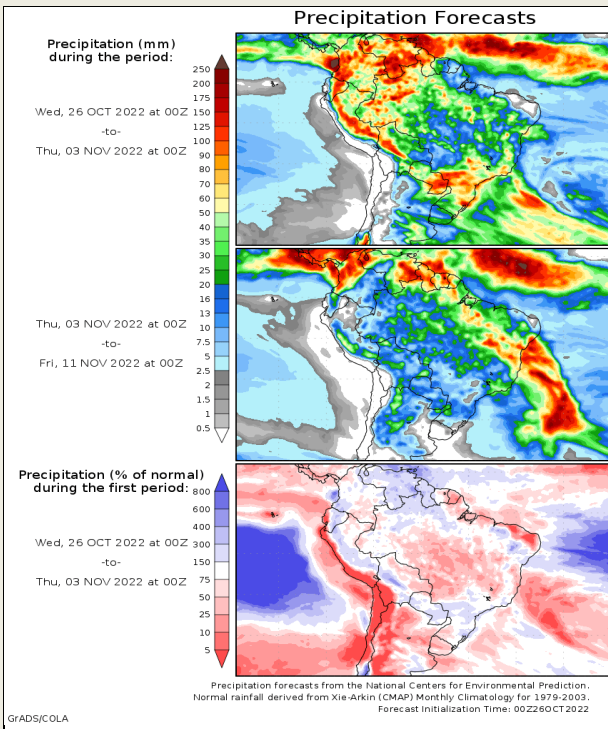 Precipitation Forecasts
Precipitation (mm)
during the period:
Wed, 26 OCT 2022 at 00Z
-to-
Thu, 03 NOV 2022 at 00Z
250
200
175
150
125
100
90
80
70
60
50
40
35
30
25
20
16
13
10
7.5
5
2.5
2
1.5
1
0.5
Thu, 03 NOV 2022 at 00Z
-to-
Fri, 11 NOV 2022 at 00Z
Precipitation (% of normal)
during the first period:
Wed, 26 OCT 2022 at 00Z
-to-
Thu, 03 NOV 2022 at 00Z
800
600
400
300
150
75
50
25
10
5
Precipitation forecasts from the National Centers for Environmental Prediction.
Normal rainfall derived from Xie-Arkin (CMAP) Monthly Climatology for 1979-2003.
Forecast Initialization Time: 00Z26OCT2022
GrADS/COLA